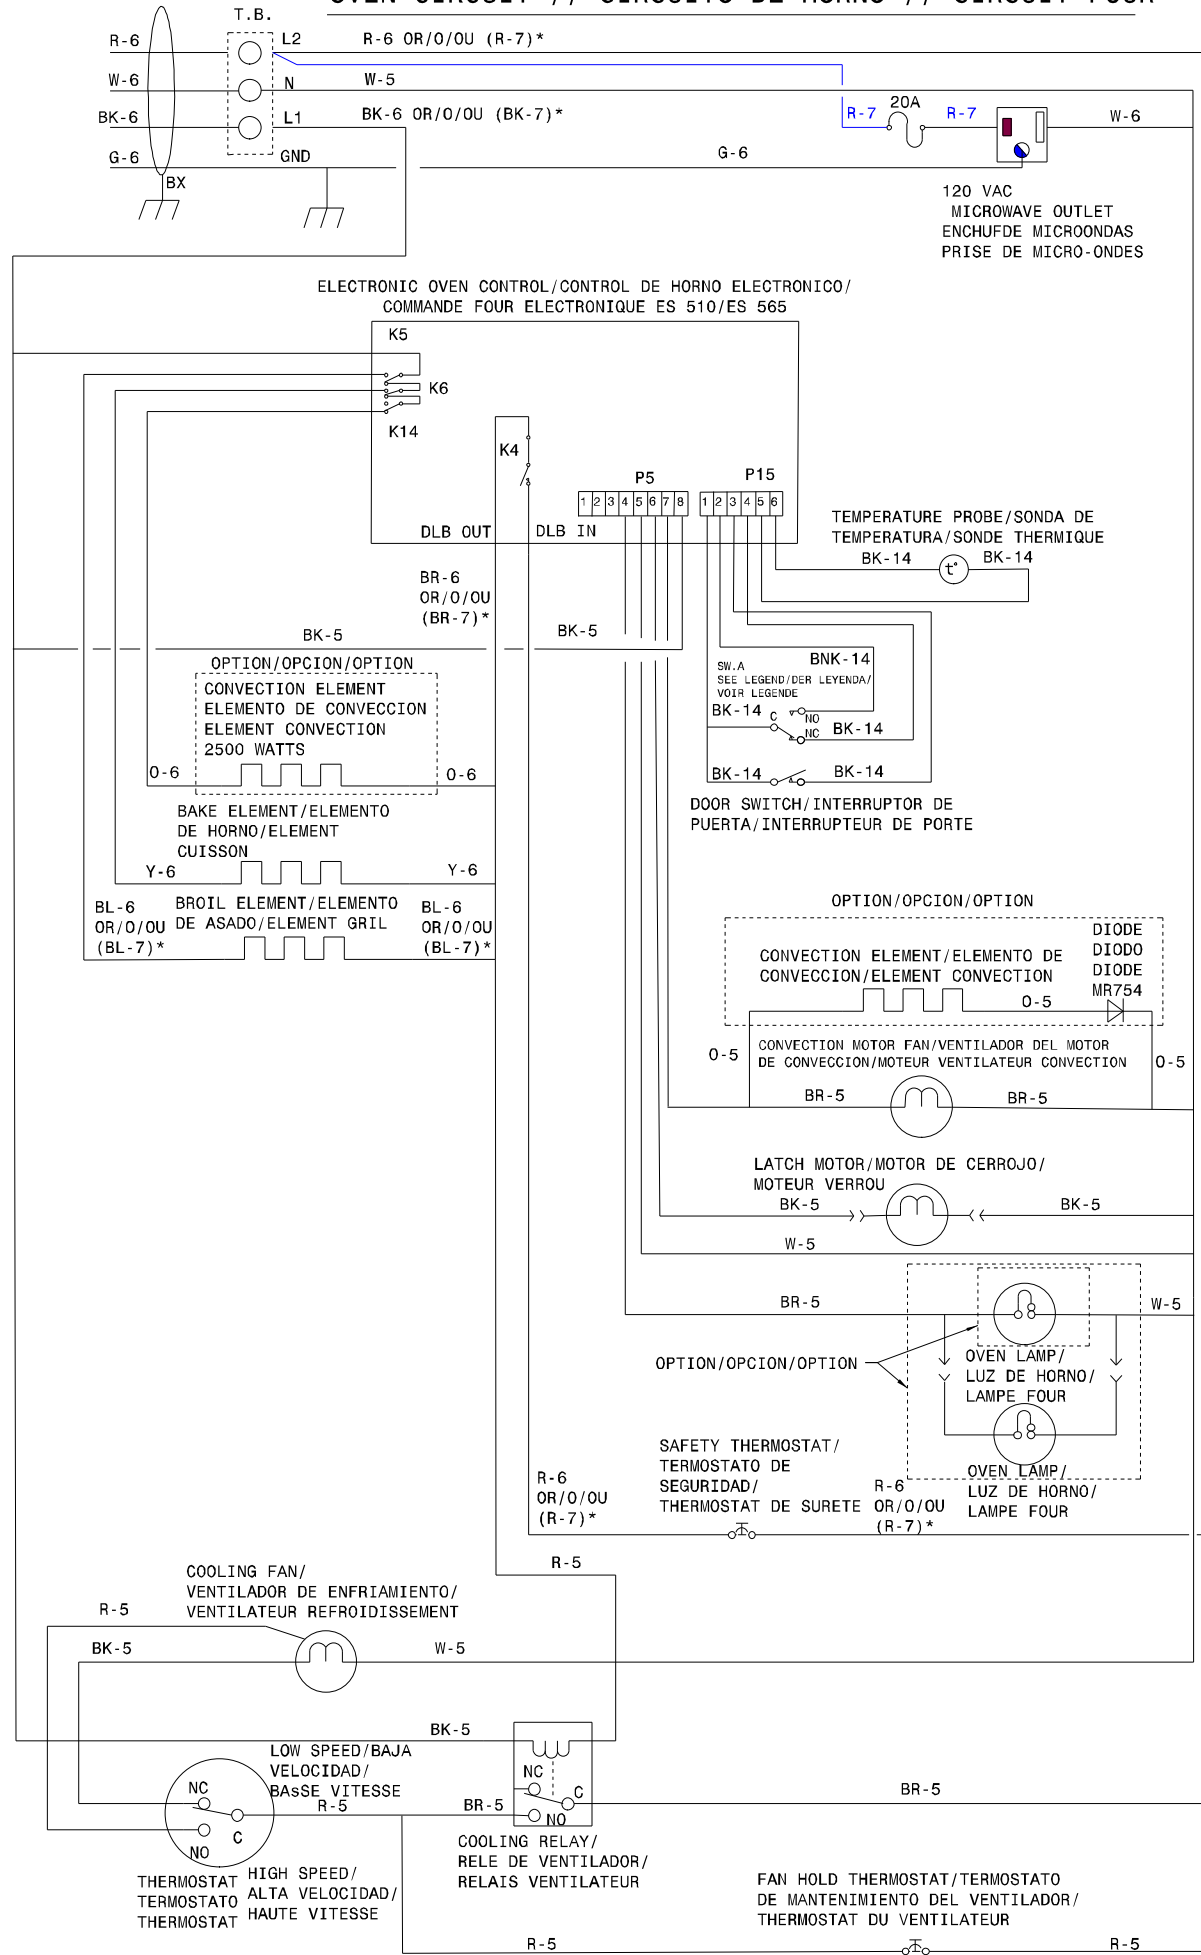 OVEN CIRCUIT // CIRCUITO DE HORNO // CIRCUIT FOUR
T.B.
R-6
L2
R-6 OR/O/OU (R-7)*
W-6
N
W-5
BK-6
L1
BK-6 OR/O/OU (BK-7)*
R-7
20A
R-7
W-6
G-6
GND
G-6
BX
120 VAC
MICROWAVE OUTLET
ENCHUFDE MICROONDAS
PRISE DE MICRO-ONDES
ELECTRONIC OVEN CONTROL/CONTROL DE HORNO ELECTRONICO/
COMMANDE FOUR ELECTRONIQUE ES 510/ES 565
K5
K6
K14
K4
P5
P15
1 2 3 4 5 6 7 8
1 2 3 4 5 6
DLB OUT
DLB IN
TEMPERATURE PROBE/SONDA DE
TEMPERATURA/SONDE THERMIQUE
BK-14
t°
BK-14
BR-6
OR/O/OU
(BR-7)*
BK-5
BK-5
OPTION/OPCION/OPTION
CONVECTION ELEMENT
ELEMENTO DE CONVECCION
ELEMENT CONVECTION
2500 WATTS
O-6
O-6
BNK-14
SW.A
SEE LEGEND/DER LEYENDA/
VOIR LEGENDE
BK-14
C
NO
NC
BK-14
BK-14
BK-14
DOOR SWITCH/INTERRUPTOR DE
PUERTA/INTERRUPTEUR DE PORTE
BAKE ELEMENT/ELEMENTO
DE HORNO/ELEMENT
CUISSON
Y-6
Y-6
BL-6
OR/O/OU
(BL-7)*
BROIL ELEMENT/ELEMENTO
DE ASADO/ELEMENT GRIL
BL-6
OR/O/OU
(BL-7)*
OPTION/OPCION/OPTION
CONVECTION ELEMENT/ELEMENTO DE
CONVECCION/ELEMENT CONVECTION
DIODE
DIODO
DIODE
MR754
O-5
O-5
CONVECTION MOTOR FAN/VENTILADOR DEL MOTOR
DE CONVECCION/MOTEUR VENTILATEUR CONVECTION
O-5
BR-5
BR-5
LATCH MOTOR/MOTOR DE CERROJO/
MOTEUR VERROU
BK-5
BK-5
W-5
BR-5
W-5
OPTION/OPCION/OPTION
OVEN LAMP/
LUZ DE HORNO/
LAMPE FOUR
OVEN LAMP/
LUZ DE HORNO/
LAMPE FOUR
SAFETY THERMOSTAT/
TERMOSTATO DE
SEGURIDAD/
THERMOSTAT DE SURETE
R-6
OR/O/OU
(R-7)*
R-6
OR/O/OU
(R-7)*
R-5
COOLING FAN/
VENTILADOR DE ENFRIAMIENTO/
VENTILATEUR REFROIDISSEMENT
R-5
BK-5
W-5
BK-5
LOW SPEED/BAJA
VELOCIDAD/
BAsSE VITESSE
NC
NO
C
R-5
BR-5
NC
C
NO
BR-5
COOLING RELAY/
RELE DE VENTILADOR/
RELAIS VENTILATEUR
THERMOSTAT
TERMOSTATO
THERMOSTAT
HIGH SPEED/
ALTA VELOCIDAD/
HAUTE VITESSE
FAN HOLD THERMOSTAT/TERMOSTATO
DE MANTENIMIENTO DEL VENTILADOR/
THERMOSTAT DU VENTILATEUR
R-5
R-5